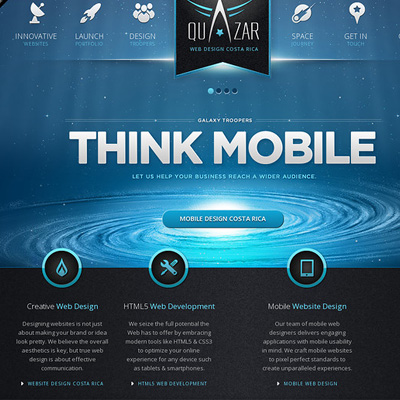 INNOVATIVE
WEBSITES
LAUNCH
PORTFOLIO
DESIGN
TROOPERS
QUAZAR
WEB DESIGN COSTA RICA
SPACE
JOURNEY
GET IN
TOUCH
GALAXY TROOPERS
THINK MOBILE
LET US HELP YOUR BUSINESS REACH A WIDER AUDIENCE.
MOBILE DESIGN COSTA RICA
Creative Web Design
Designing websites is not just
about making your brand or idea
look pretty. We believe the overall
aesthetics is key, but true web
design is about effective
communication.
WEBSITE DESIGN COSTA RICA
HTML5 Web Development
We seize the full potential the
Web has to offer by embracing
modern tools like HTML5 & CSS3
to optimize your online
experience for any device such
as tablets & smartphones.
HTML5 WEB DEVELOPMENT
Mobile Website Design
Our team of mobile web
designers delivers engaging
applications with mobile usability
in mind. We craft mobile websites
to pixel perfect standards to
create unparalleled experiences.
MOBILE WEB DESIGN